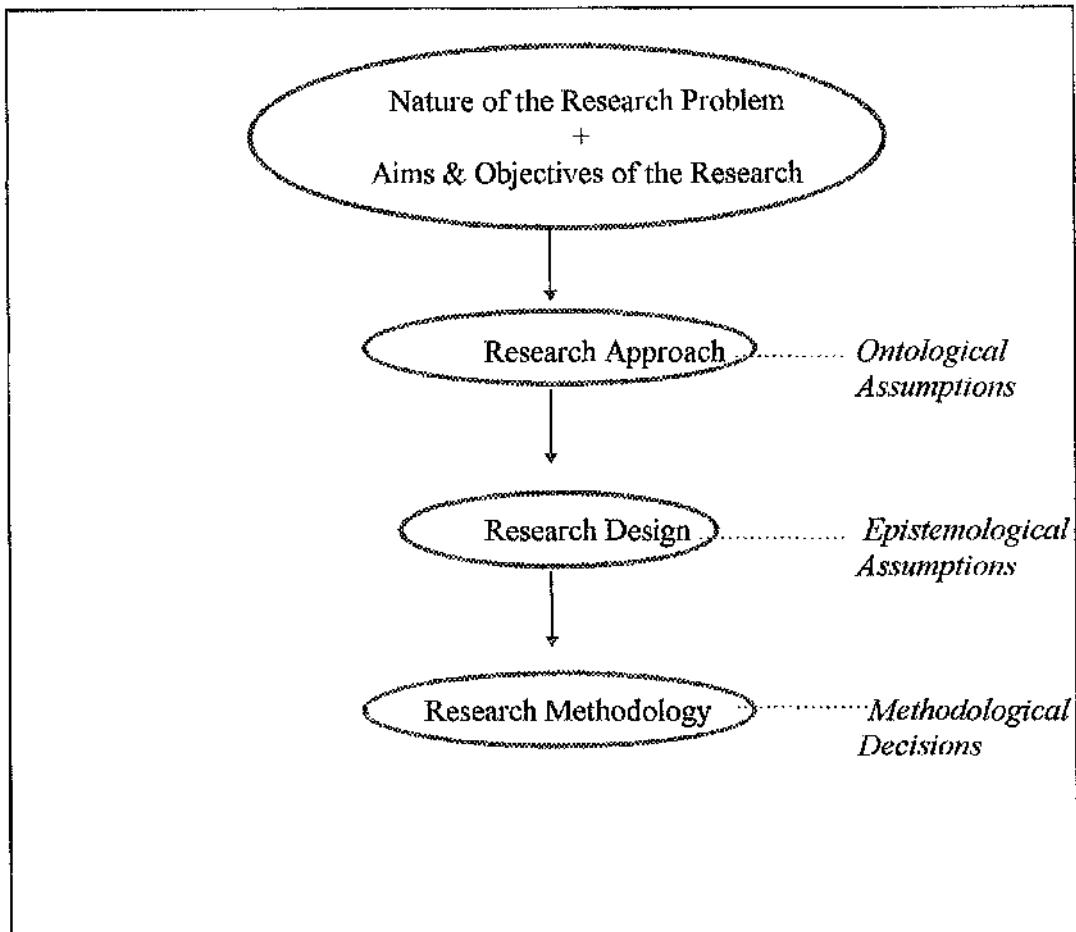 Nature of the Research Problem
+
Aims & Objectives of the Research
Research Approach
Ontological
Assumptions
Research Design
Epistemological
Assumptions
Research Methodology
Methodological
Decisions